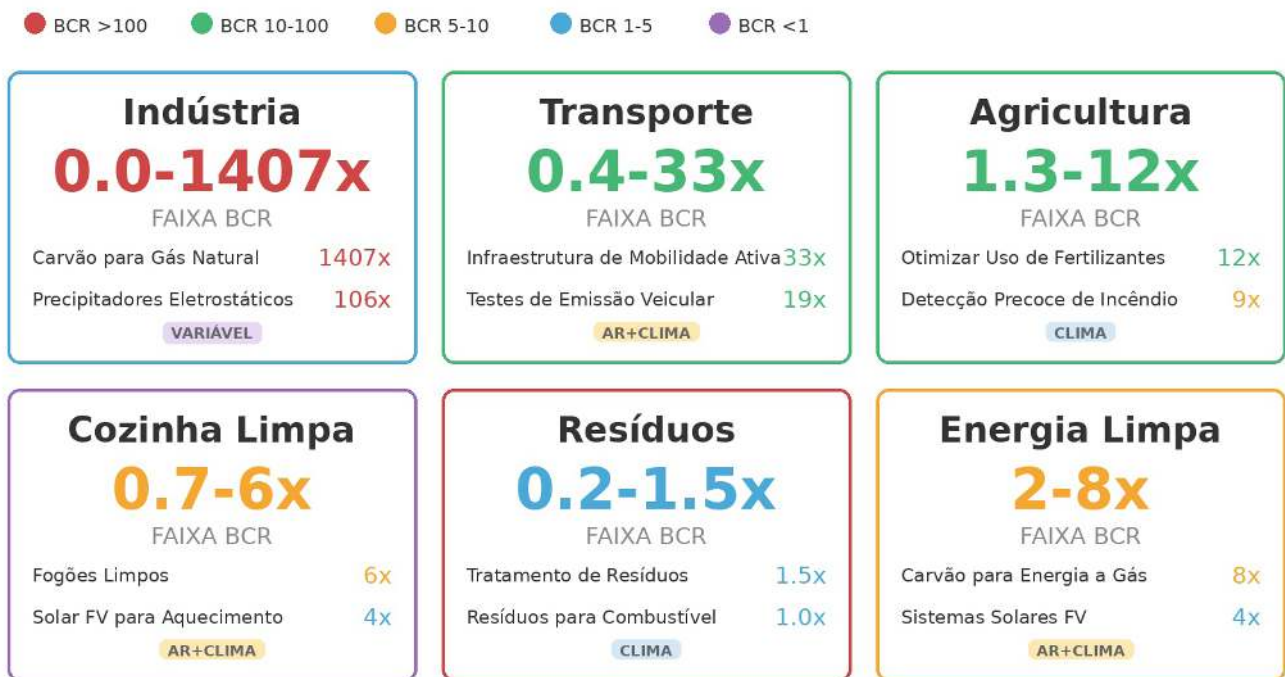 BCR >100 BCR 10-100 BCR 5-10 BCR 1-5 BCR <1
Indústria
0.0-1407x
FAIXA BCR
Carvão para Gás Natural 1407x
Precipitadores Eletrostáticos 106x
VARIÁVEL
Transporte
0.4-33x
FAIXA BCR
Infraestrutura de Mobilidade Ativa 33x
Testes de Emissão Veicular 19x
AR+CLIMA
Agricultura
1.3-12x
FAIXA BCR
Otimizar Uso de Fertilizantes 12x
Detecção Precoce de Incêndio 9x
CLIMA
Cozinha Limpa
0.7-6x
FAIXA BCR
Fogões Limpos 6x
Solar FV para Aquecimento 4x
AR+CLIMA
Resíduos
0.2-1.5x
FAIXA BCR
Tratamento de Resíduos 1.5x
Resíduos para Combustível 1.0x
CLIMA
Energia Limpa
2-8x
FAIXA BCR
Carvão para Energia a Gás 8x
Sistemas Solares FV 4x
AR+CLIMA